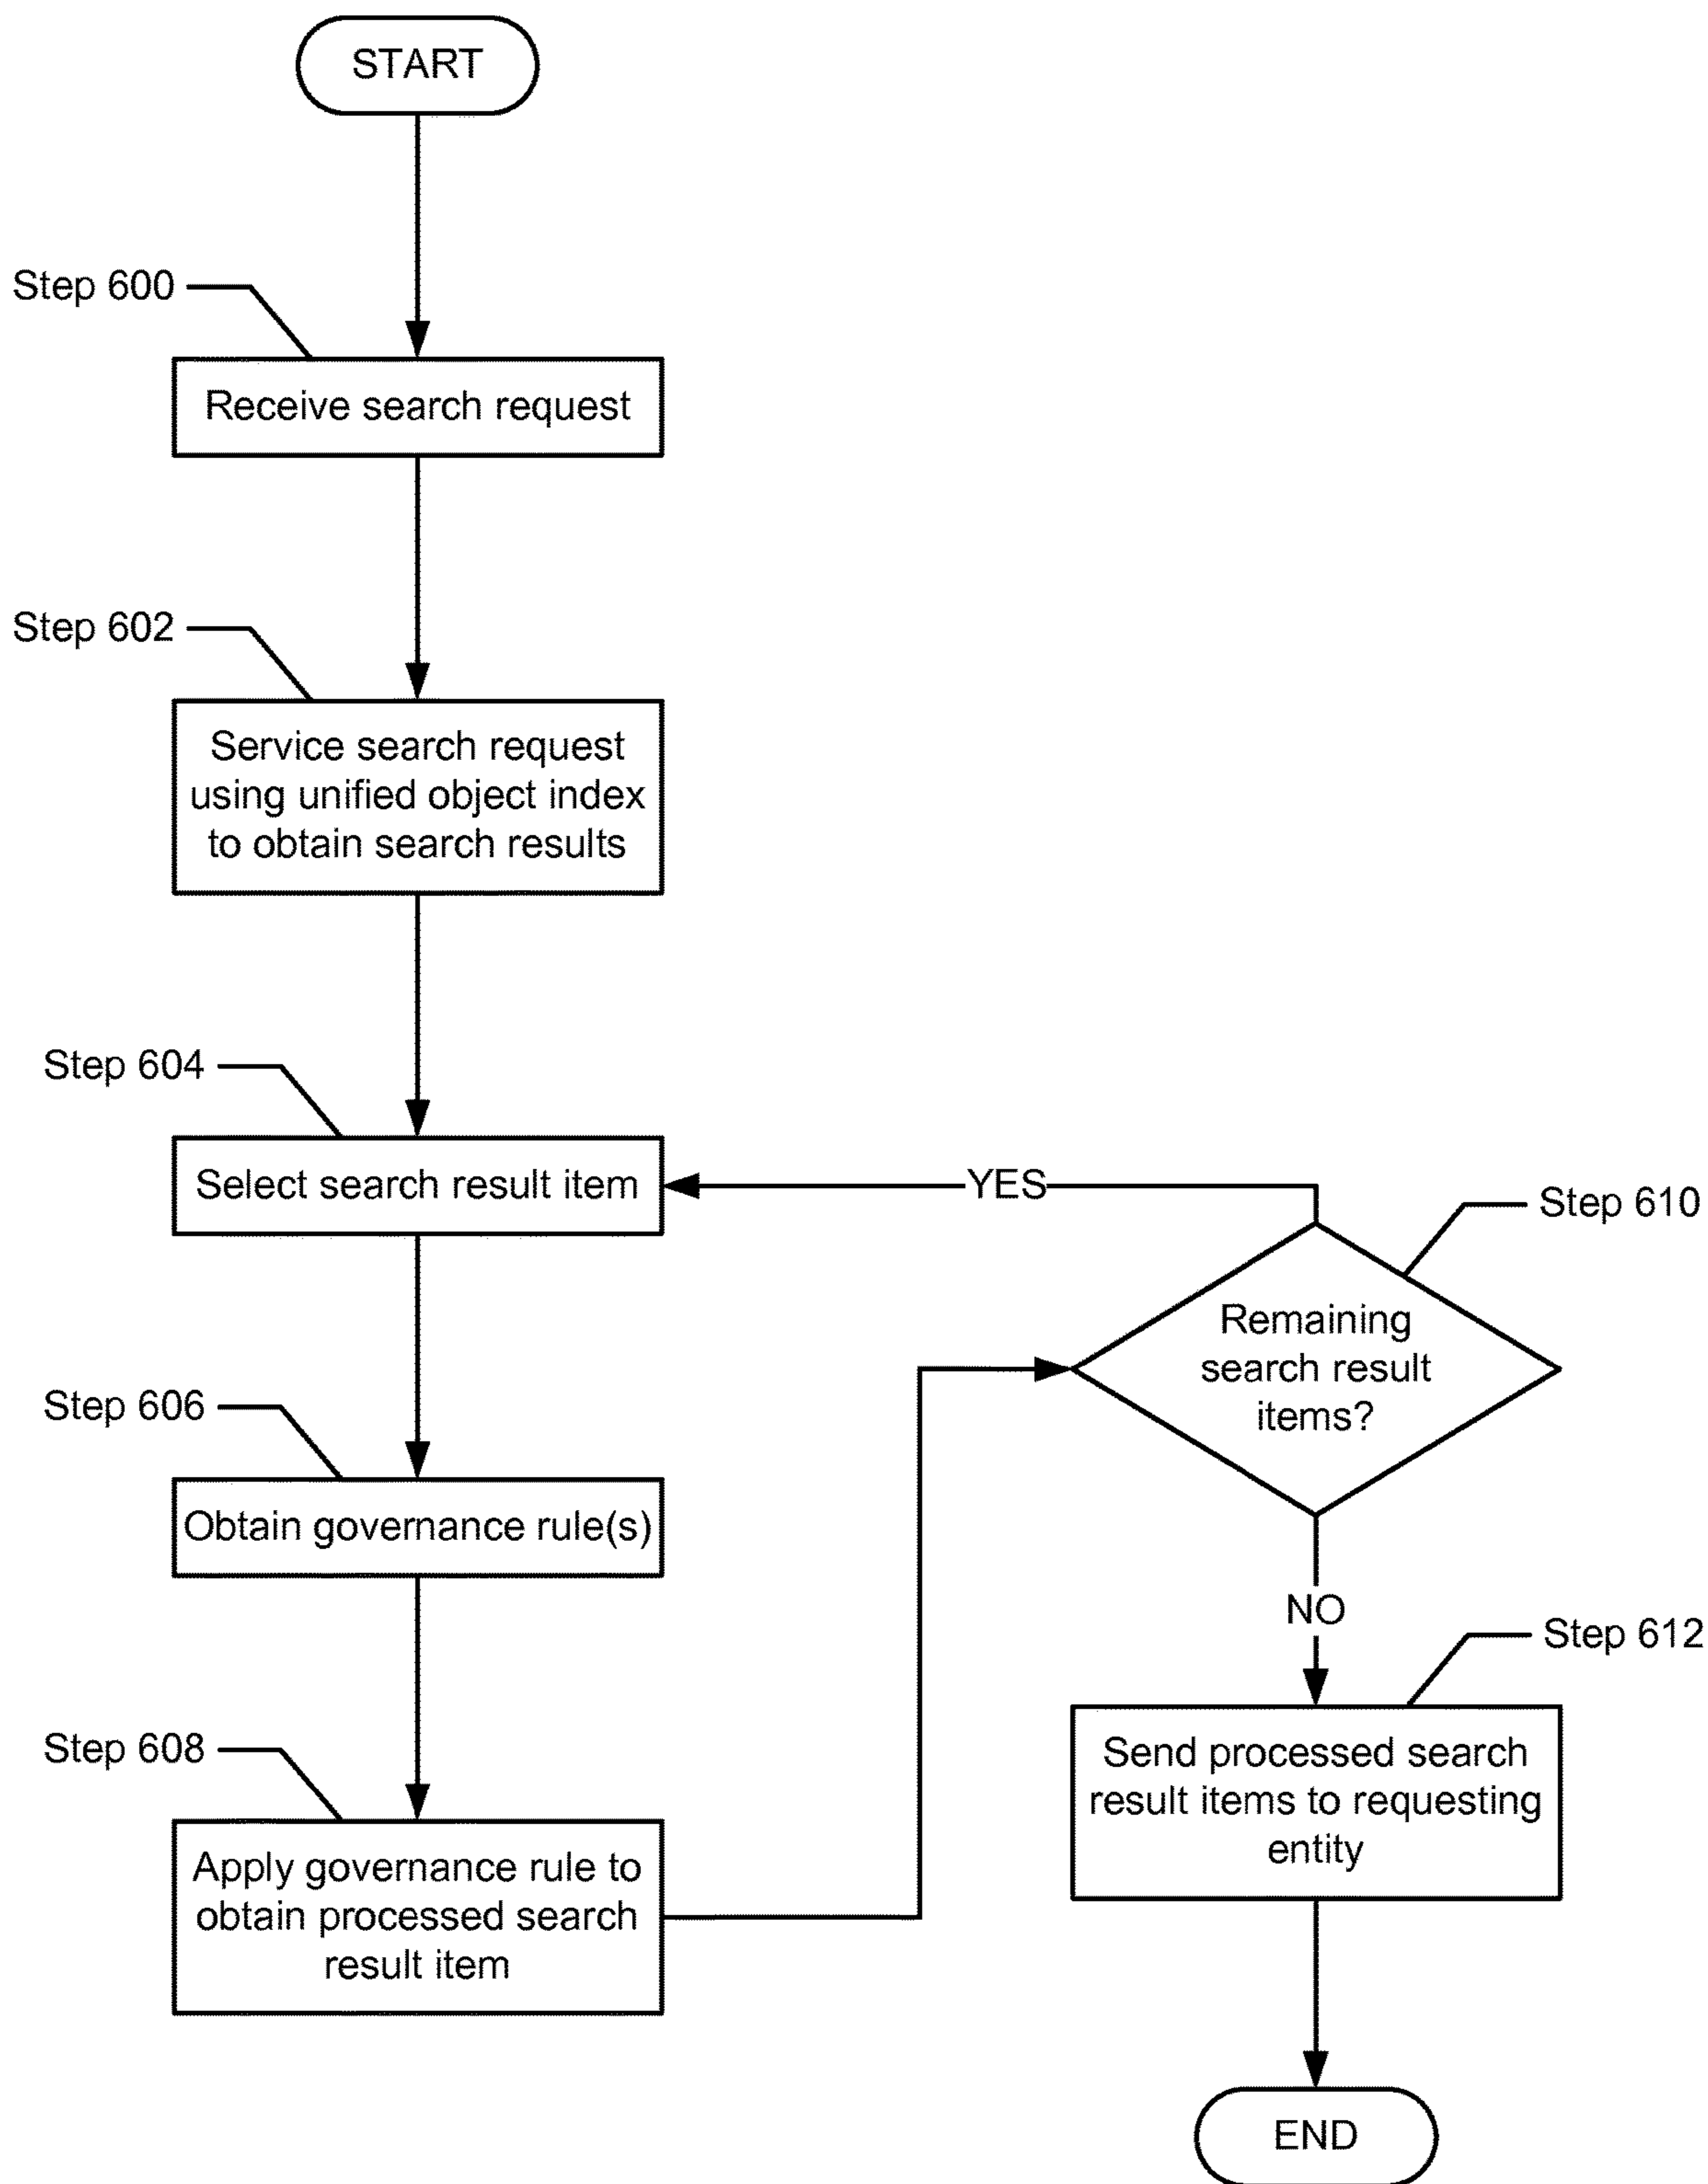 START
Step 600
Receive search request
Step 602
Service search request
using unified object index
to obtain search results
Step 604
Select search result item
YES
Step 610
Remaining
search result
items?
Step 606
Obtain governance rule(s)
NO
Step 612
Send processed search
result items to requesting
entity
Step 608
Apply governance rule to
obtain processed search
result item
END